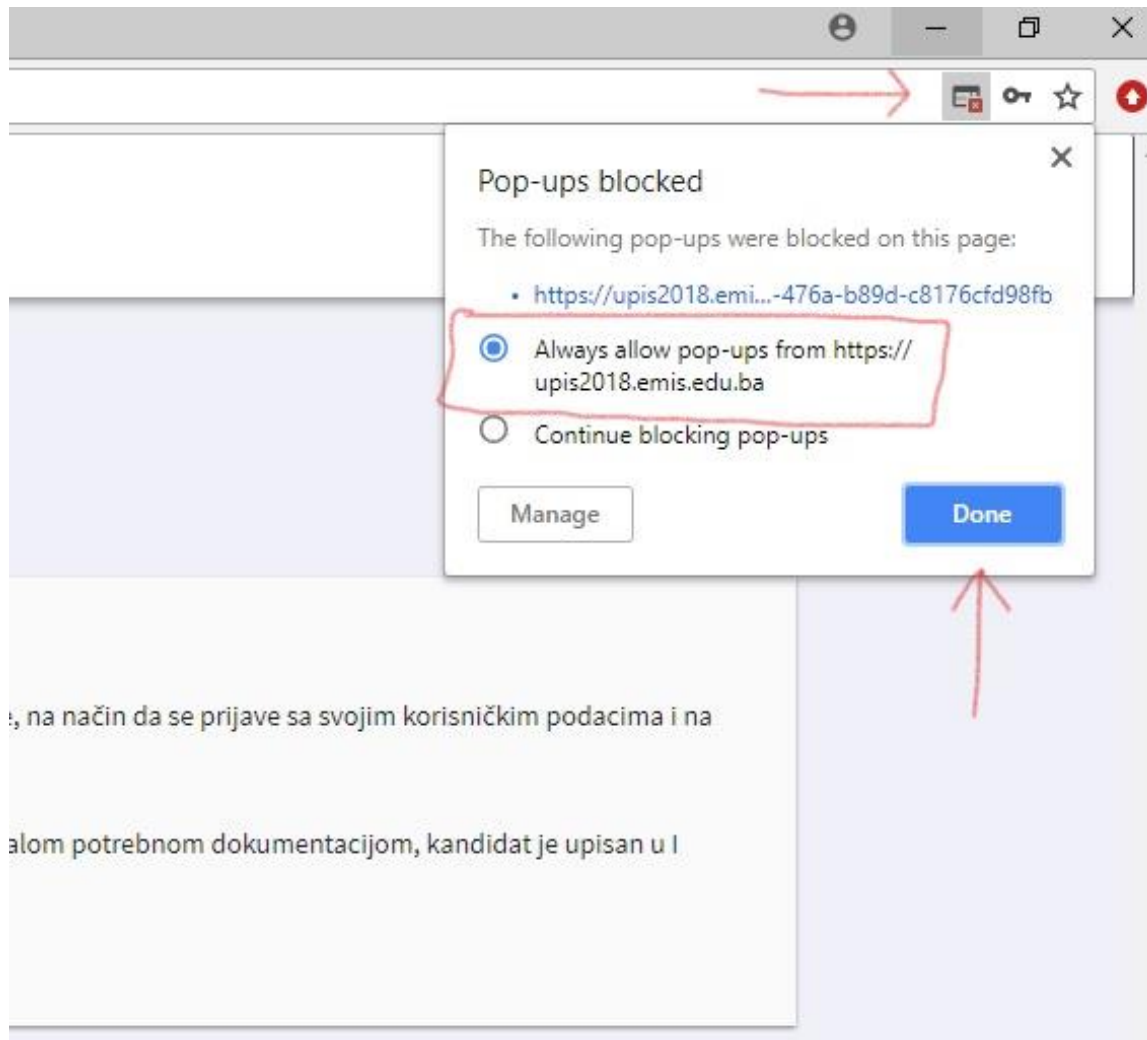 Pop-ups blocked
The following pop-ups were blocked on this page:
• https://upis2018.emi...-476a-b89d-c8176cfd98fb
Always allow pop-ups from https://
upis2018.emis.edu.ba
Continue blocking pop-ups
Manage
Done
, na način da se prijave sa svojim korisničkim podacima i na
alom potrebnom dokumentacijom, kandidat je upisan u I